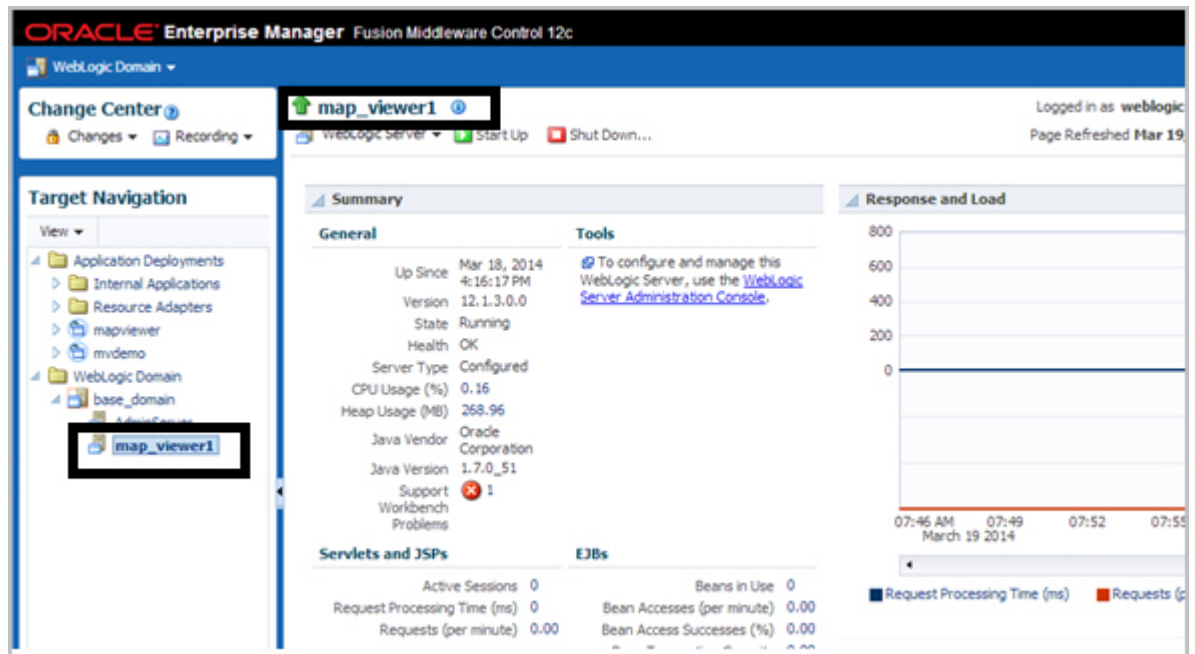 ORACLE Enterprise Manager Fusion Middleware Control 12c
WebLogic Domain
Change Center
Changes Recording
map_viewer1
Logged in as weblogic
WebLogic Server Start Up Shut Down...
Page Refreshed Mar 19,
Target Navigation
View
Application Deployments
Internal Applications
Resource Adapters
mapviewer
mvdemo
WebLogic Domain
base_domain
AdminServer
map_viewer1
Summary
General
Up Since Mar 18, 2014
4:16:17 PM
Version 12.1.3.0.0
State Running
Health OK
Server Type Configured
CPU Usage (%) 0.16
Heap Usage (MB) 268.96
Java Vendor Oracle
Corporation
Java Version 1.7.0_51
Support 1
Workbench
Problems
Tools
To configure and manage this
WebLogic Server, use the WebLogic
Server Administration Console.
Servlets and JSPs
Active Sessions 0
Request Processing Time (ms) 0
Requests (per minute) 0.00
EJBs
Beans in Use 0
Bean Accesses (per minute) 0.00
Bean Access Successes (%) 0.00
Response and Load
800
600
400
200
0
07:46 AM 07:49 07:52 07:55
March 19 2014
Request Processing Time (ms) Requests (p